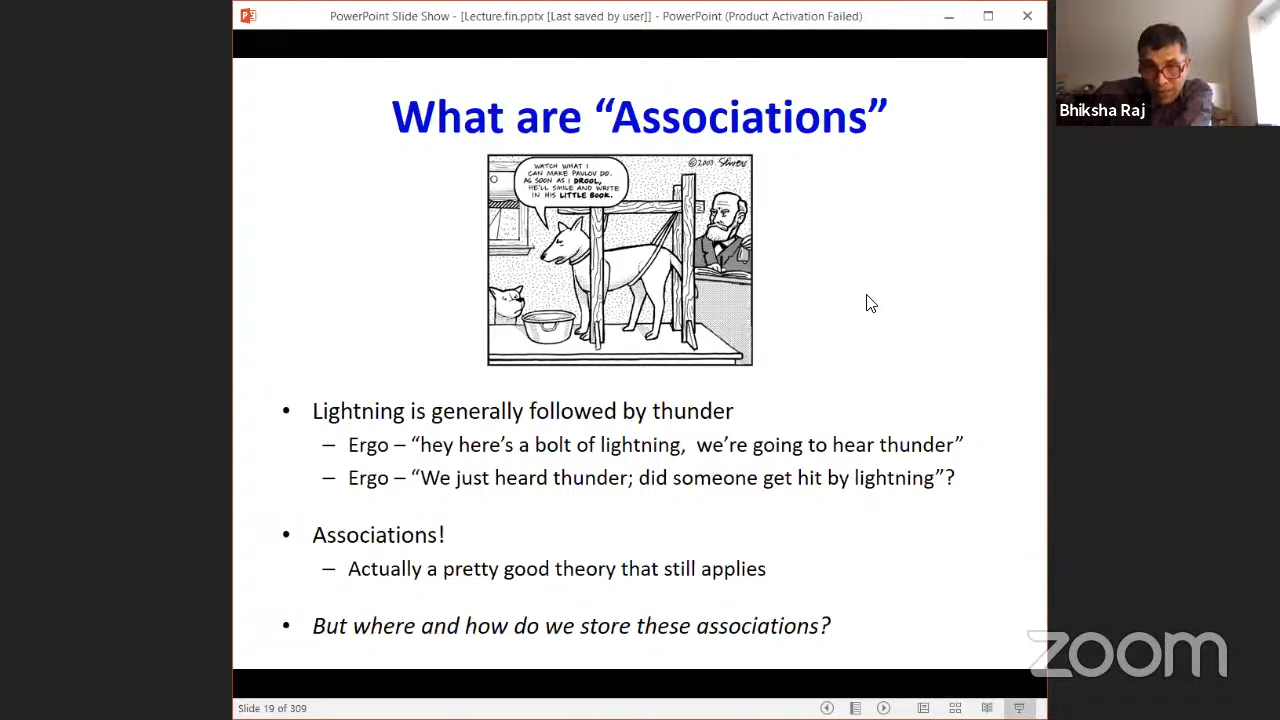 PowerPoint Slide Show - [Lecture.fin.pptx [Last saved by user]] - PowerPoint (Product Activation Failed)
Bhiksha Raj
What are “Associations”
WATCH WHAT I
CAN MAKE PAVLOV DO.
AS SOON AS I DROOL,
HE'LL SMILE AND WRITE
IN HIS LITTLE BOOK.
©2003
• Lightning is generally followed by thunder
– Ergo – “hey here’s a bolt of lightning, we’re going to hear thunder”
– Ergo – “We just heard thunder; did someone get hit by lightning”?
• Associations!
– Actually a pretty good theory that still applies
• But where and how do we store these associations?
zoom
Slide 19 of 309